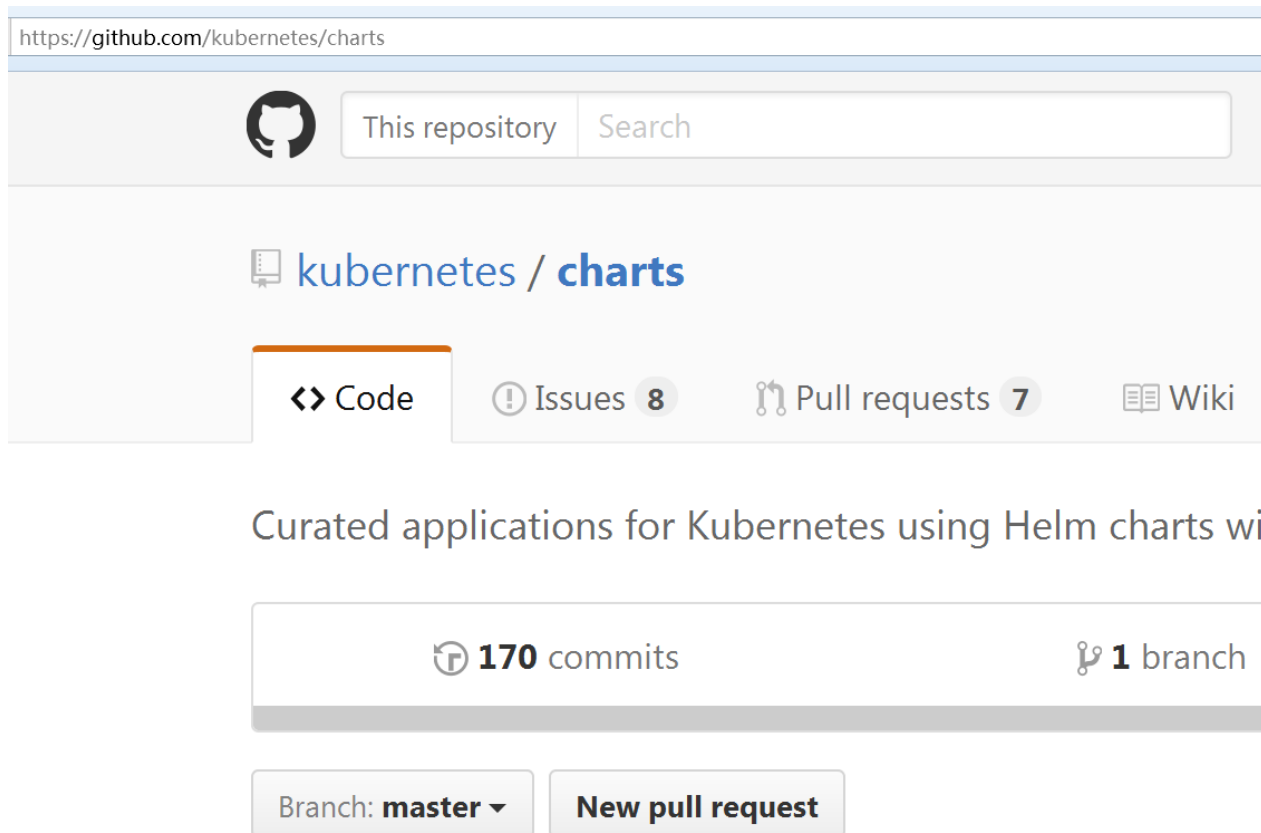 https://github.com/kubernetes/charts
This repository Search
kubernetes / charts
Code Issues 8 Pull requests 7 Wiki
Curated applications for Kubernetes using Helm charts wi
170 commits 1 branch
Branch: master New pull request